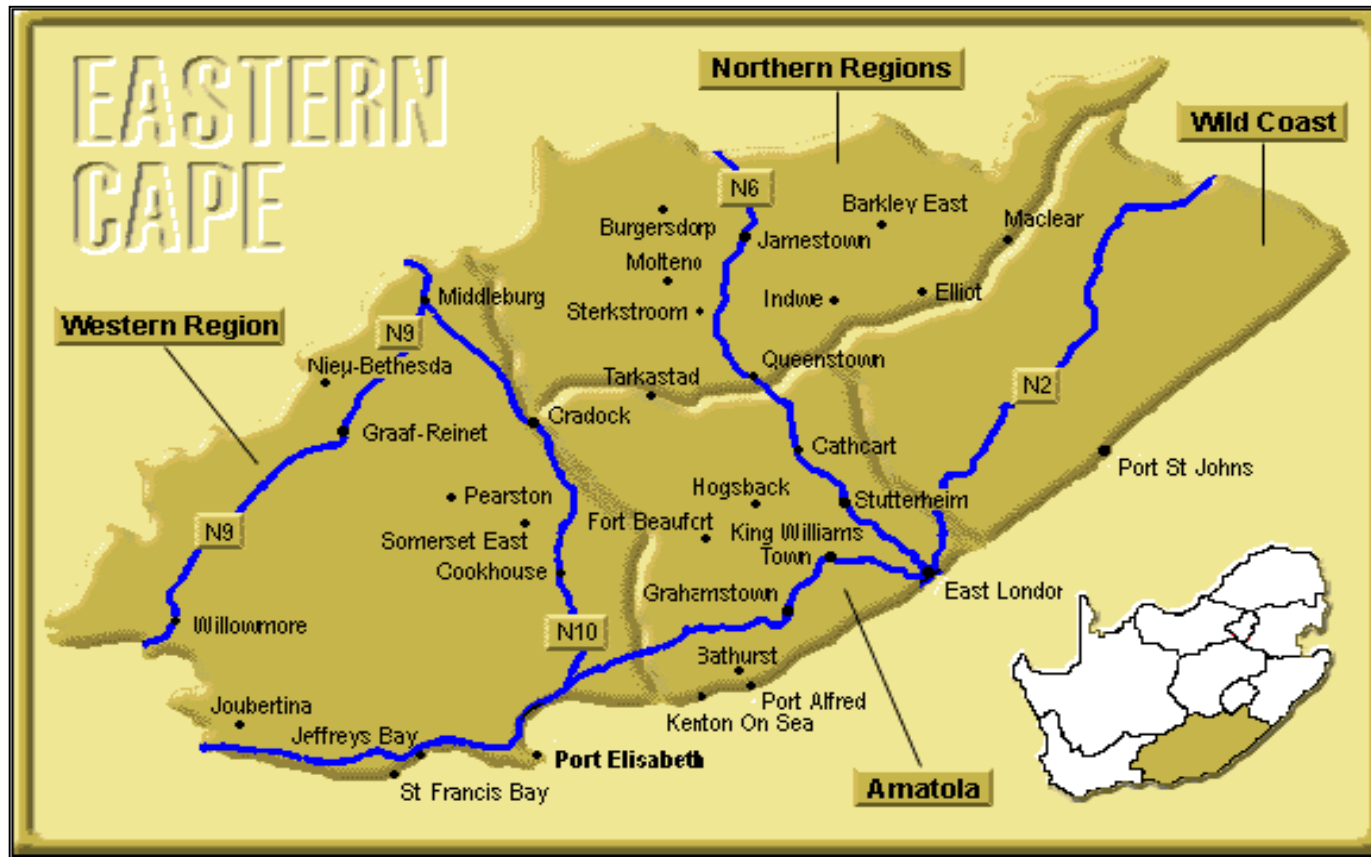 EASTERN
CAPE
Northern Regions
Wild Coast
Western Region
N6
Barkley East
Burgersdorp
Jamestown
Maclear
Molteno
Middleburg
Indwe
Elliot
Sterkstroom
N9
Nieu-Bethesda
Queenstown
Tarkastad
N2
Cradock
Graaf-Reinet
Cathcart
Port St Johns
Pearston
Hogsback
Stutterheim
N9
Somerset East
Fort Beaufort
King Williams
Town
Cookhouse
East London
Grahamstown
Willowmore
N10
Bathurst
Port Alfred
Kenton On Sea
Joubertina
Jeffreys Bay
Port Elisabeth
St Francis Bay
Amatola